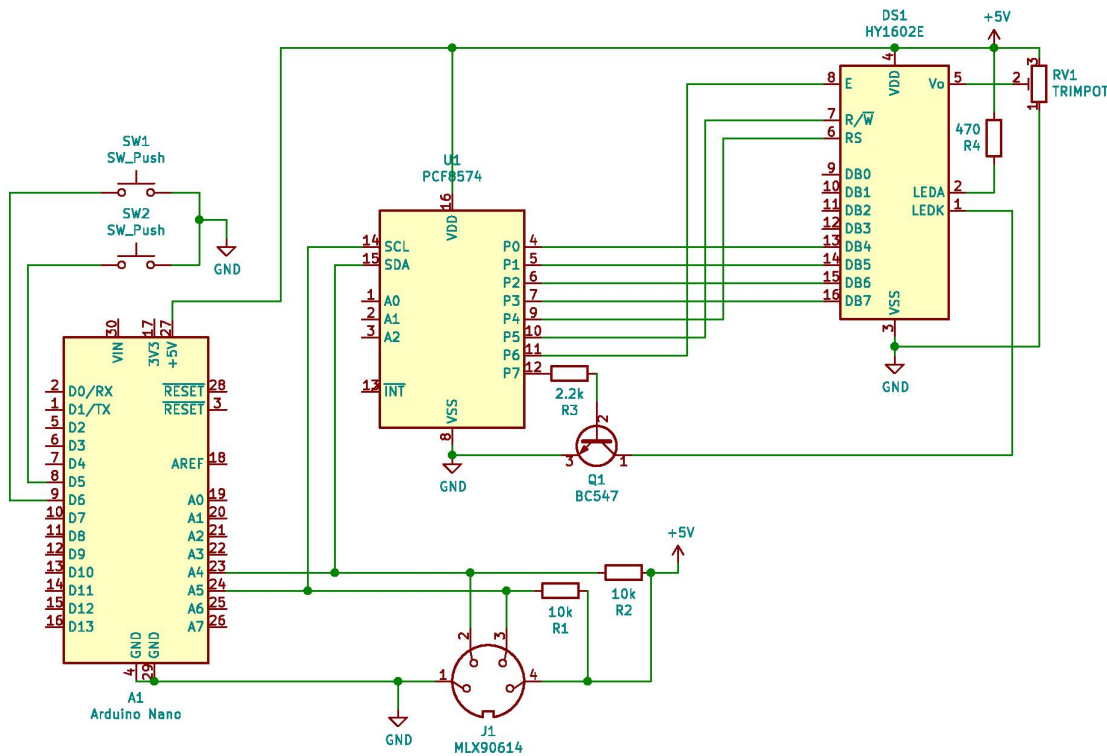 DS1
HY1602E
+5V
4
VDD
8 E
Vo 5
2
3
1
RV1
TRIMPOT
7 R/W
6 RS
470
R4
9 DB0
10 DB1
11 DB2
12 DB3
13 DB4
14 DB5
15 DB6
16 DB7
LEDA 2
LEDK 1
VSS
3
GND
SW1
SW_Push
SW2
SW_Push
GND
U1
PCF8574
16
VDD
14 SCL
15 SDA
1 A0
2 A1
3 A2
13 INT
P0 4
P1 5
P2 6
P3 7
P4 9
P5 10
P6 11
P7 12
VSS
8
GND
2.2k
R3
2
3
1
Q1
BC547
30
VIN
17
3V3
27
+5V
2 D0/RX
1 D1/TX
5 D2
6 D3
7 D4
8 D5
9 D6
10 D7
11 D8
12 D9
13 D10
14 D11
15 D12
16 D13
RESET 28
RESET 3
AREF 18
A0 19
A1 20
A2 21
A3 22
A4 23
A5 24
A6 25
A7 26
GND
4
GND
29
A1
Arduino Nano
+5V
10k
R2
10k
R1
2
3
1
4
GND
J1
MLX90614